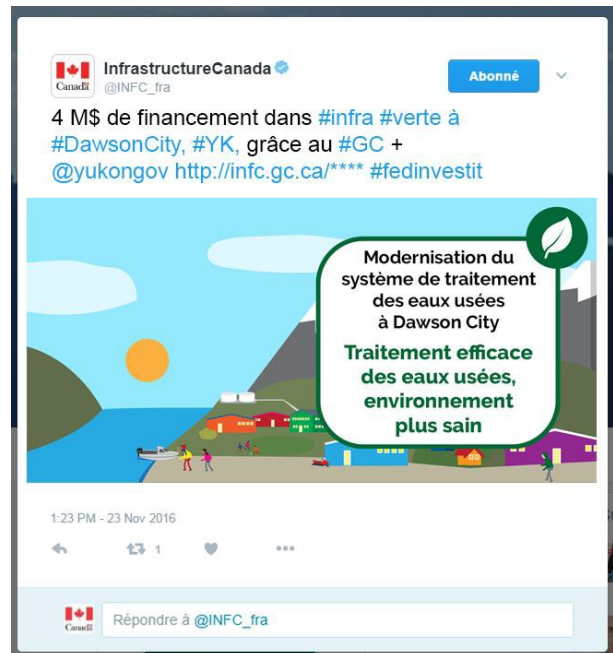 InfrastructureCanada
Canada
@INFC_fra
Abonné
4 M$ de financement dans #infra #verte à
#DawsonCity, #YK, grâce au #GC +
@yukongov http://infc.gc.ca/**** #fedinvestit
Modernisation du
système de traitement
des eaux usées
à Dawson City
Traitement efficace
des eaux usées,
environnement
plus sain
1:23 PM - 23 Nov 2016
1
Canada
Répondre à @INFC_fra